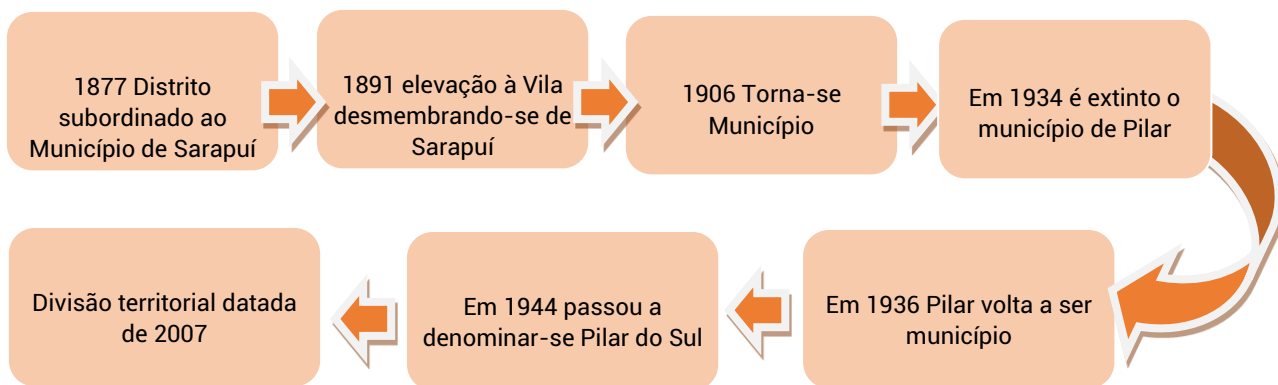 1877 Distrito
subordinado ao
Município de Sarapuí
1891 elevação à Vila
desmembrando-se de
Sarapuí
1906 Torna-se
Município
Em 1934 é extinto o
município de Pilar
Em 1936 Pilar volta a ser
município
Em 1944 passou a
denominar-se Pilar do Sul
Divisão territorial datada
de 2007